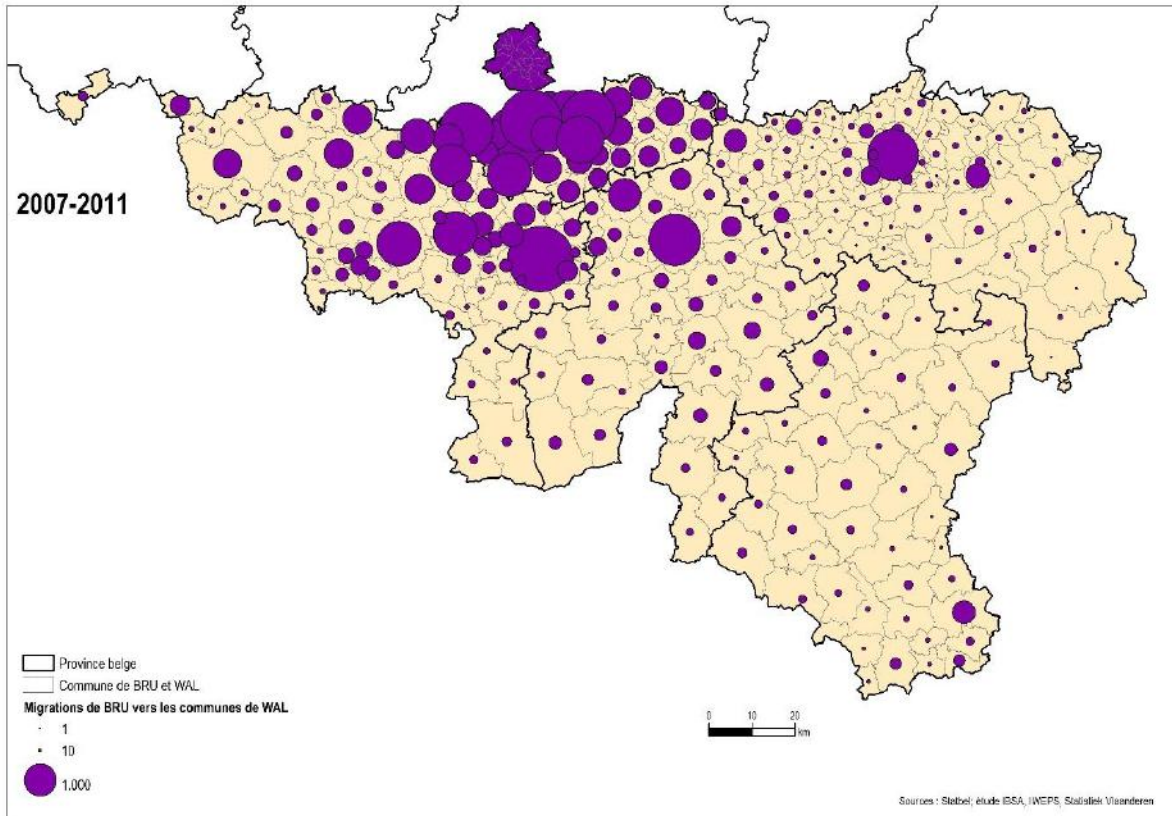 2007-2011
Province belge
Commune de BRU et WAL
Migrations de BRU vers les communes de WAL
1
10
1.000
0 10 20
km
Sources : Statbel; étude IBSA, IWEPS, Statistiek Vlaanderen